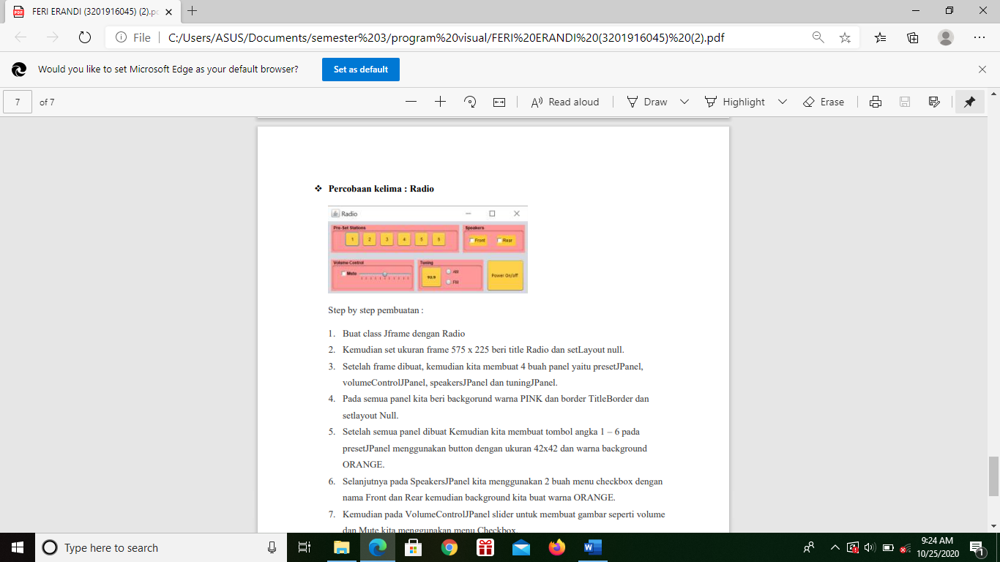 FERI ERANDI (3201916045) (2).pd
File
C:/Users/ASUS/Documents/semester%203/program%20visual/FERI%20ERANDI%20(3201916045)%20(2).pdf
Would you like to set Microsoft Edge as your default browser?
Set as default
7 of 7
Read aloud
Draw
Highlight
Erase
❖ Percobaan kelima : Radio
Radio
Pre-Set Stations
1 2 3 4 5 6
Speakers
Front
Rear
Volume Control
Mute
Tuning
92.9
AM
FM
Power On/off
Step by step pembuatan :
1. Buat class Jframe dengan Radio
2. Kemudian set ukuran frame 575 x 225 beri title Radio dan setLayout null.
3. Setelah frame dibuat, kemudian kita membuat 4 buah panel yaitu presetJPanel,
volumeControlJPanel, speakersJPanel dan tuningJPanel.
4. Pada semua panel kita beri backgorund warna PINK dan border TitleBorder dan
setlayout Null.
5. Setelah semua panel dibuat Kemudian kita membuat tombol angka 1 – 6 pada
presetJPanel menggunakan button dengan ukuran 42x42 dan warna background
ORANGE.
6. Selanjutnya pada SpeakersJPanel kita menggunakan 2 buah menu checkbox dengan
nama Front dan Rear kemudian background kita buat warna ORANGE.
7. Kemudian pada VolumeControlJPanel slider untuk membuat gambar seperti volume
dan Mute kita menggunakan menu Checkbox.
Type here to search
9:24 AM
10/25/2020
1